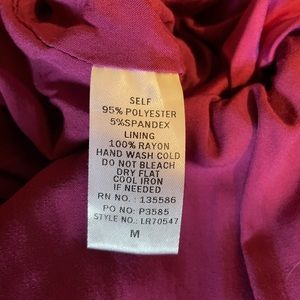 SELF
95% POLYESTER
5%SPANDEX
LINING
100% RAYON
HAND WASH COLD
DO NOT BLEACH
DRY FLAT
COOL IRON
IF NEEDED
RN NO. : 135586
PO NO: P3585
STYLE NO.: LR70547
M